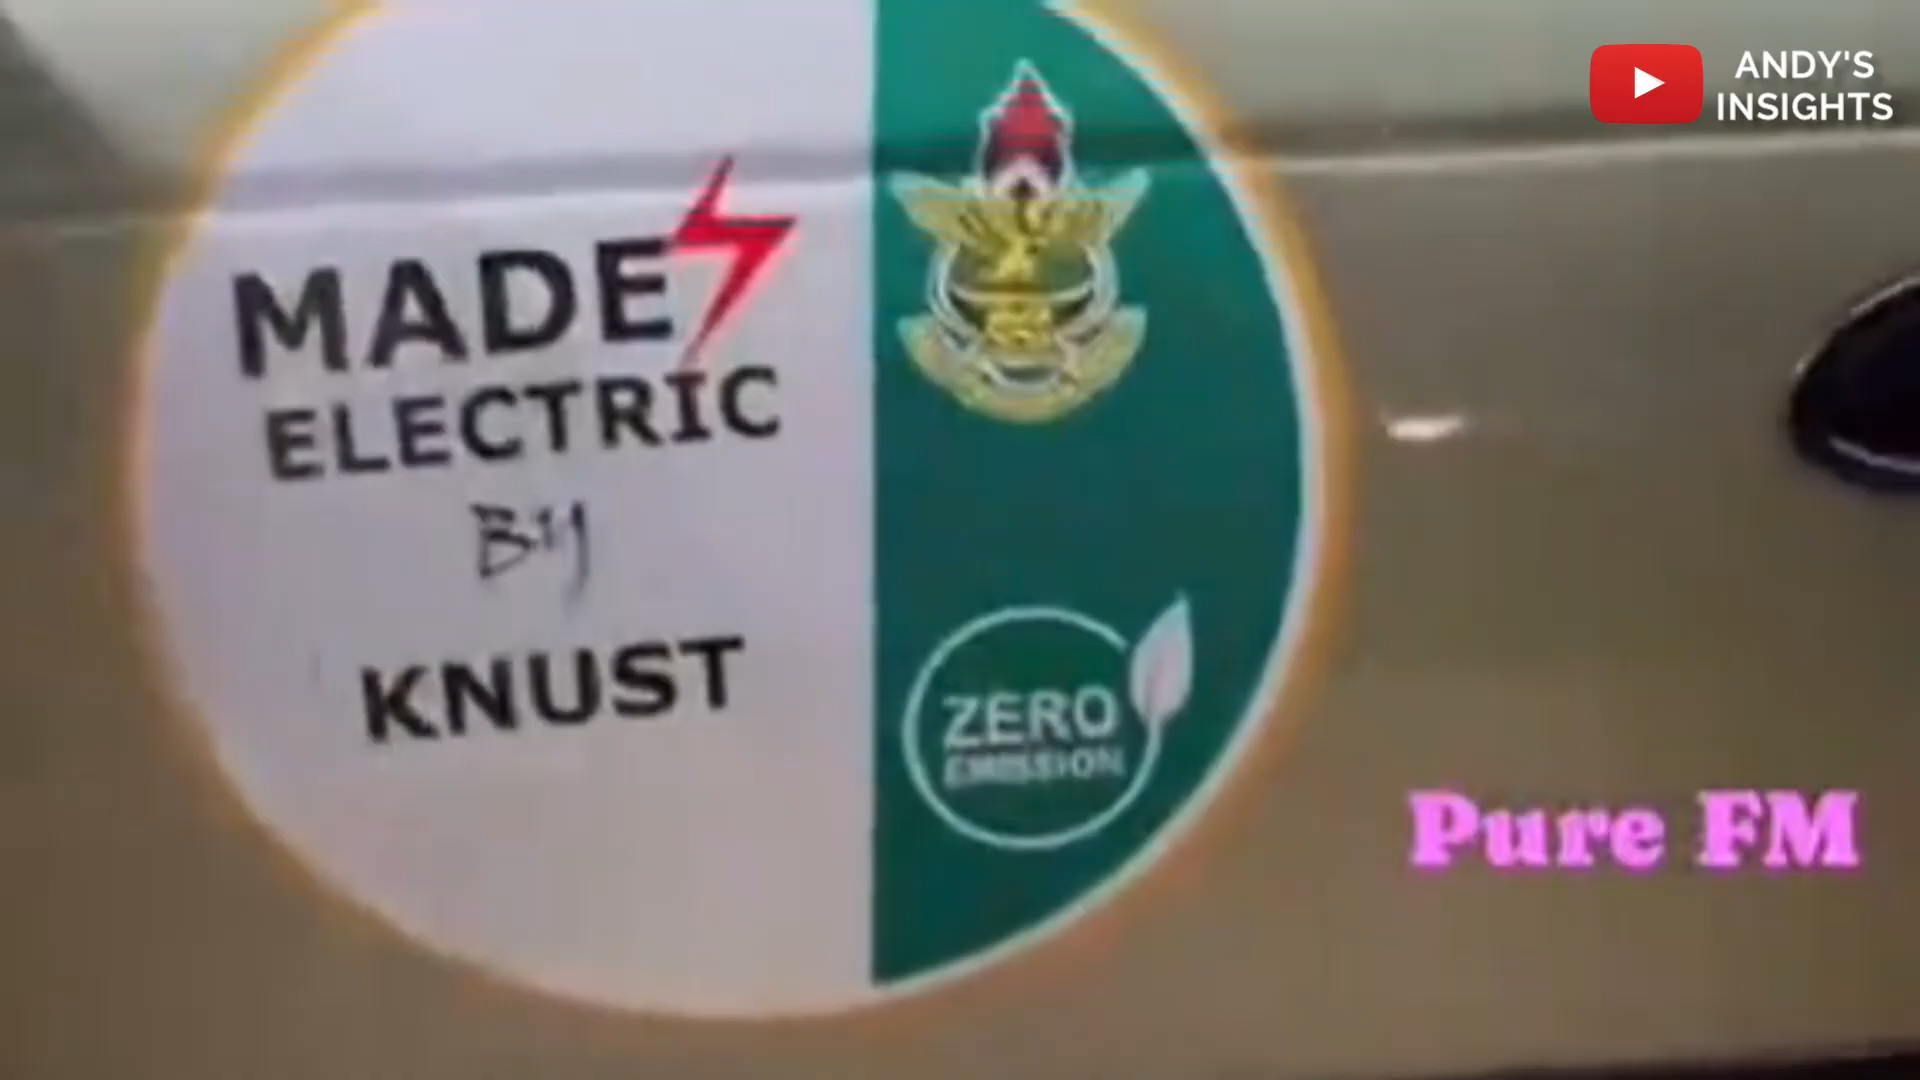 ANDY'S
INSIGHTS
MADE
ELECTRIC
BY
KNUST
ZERO
EMISSION
Pure FM